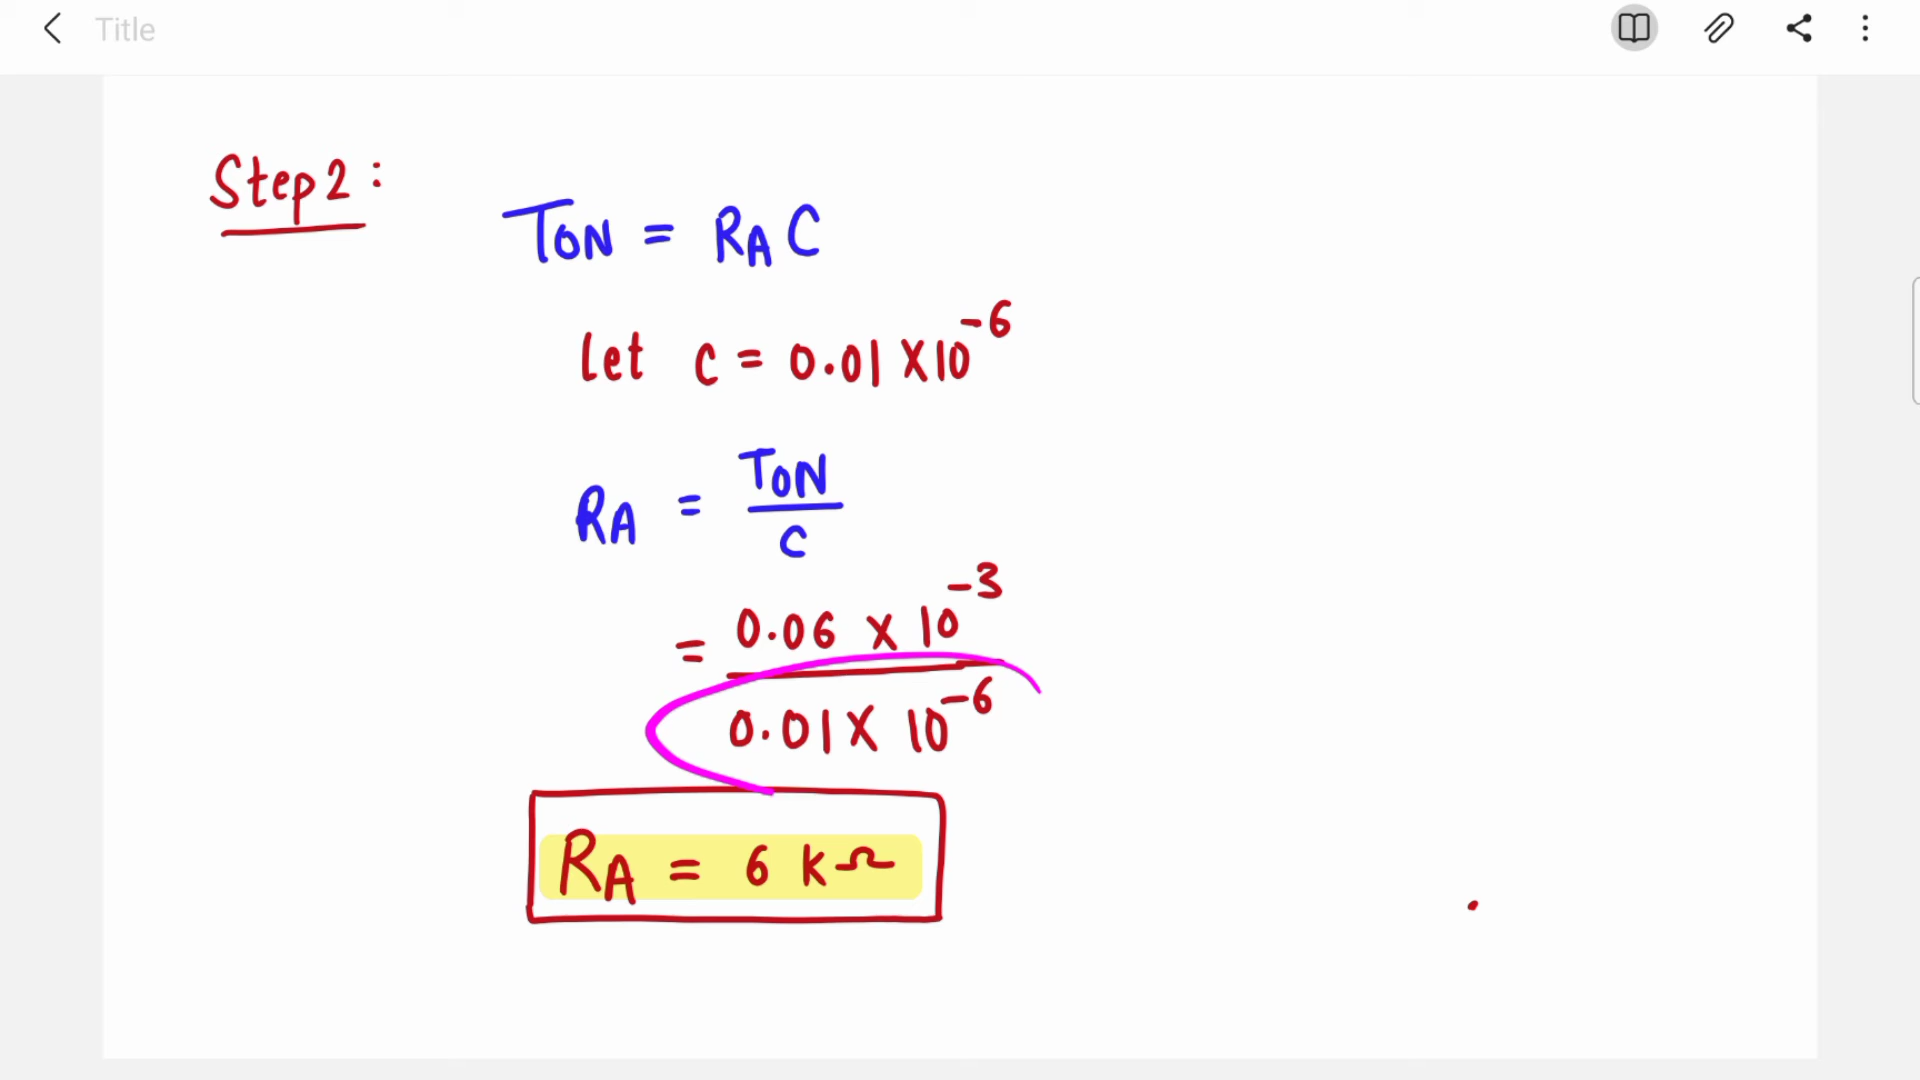 Title
Step 2 :
TON = RA C
Let C = 0.01 X 10^-6
RA = TON / C
= 0.06 X 10^-3 / 0.01 X 10^-6
RA = 6 KΩ